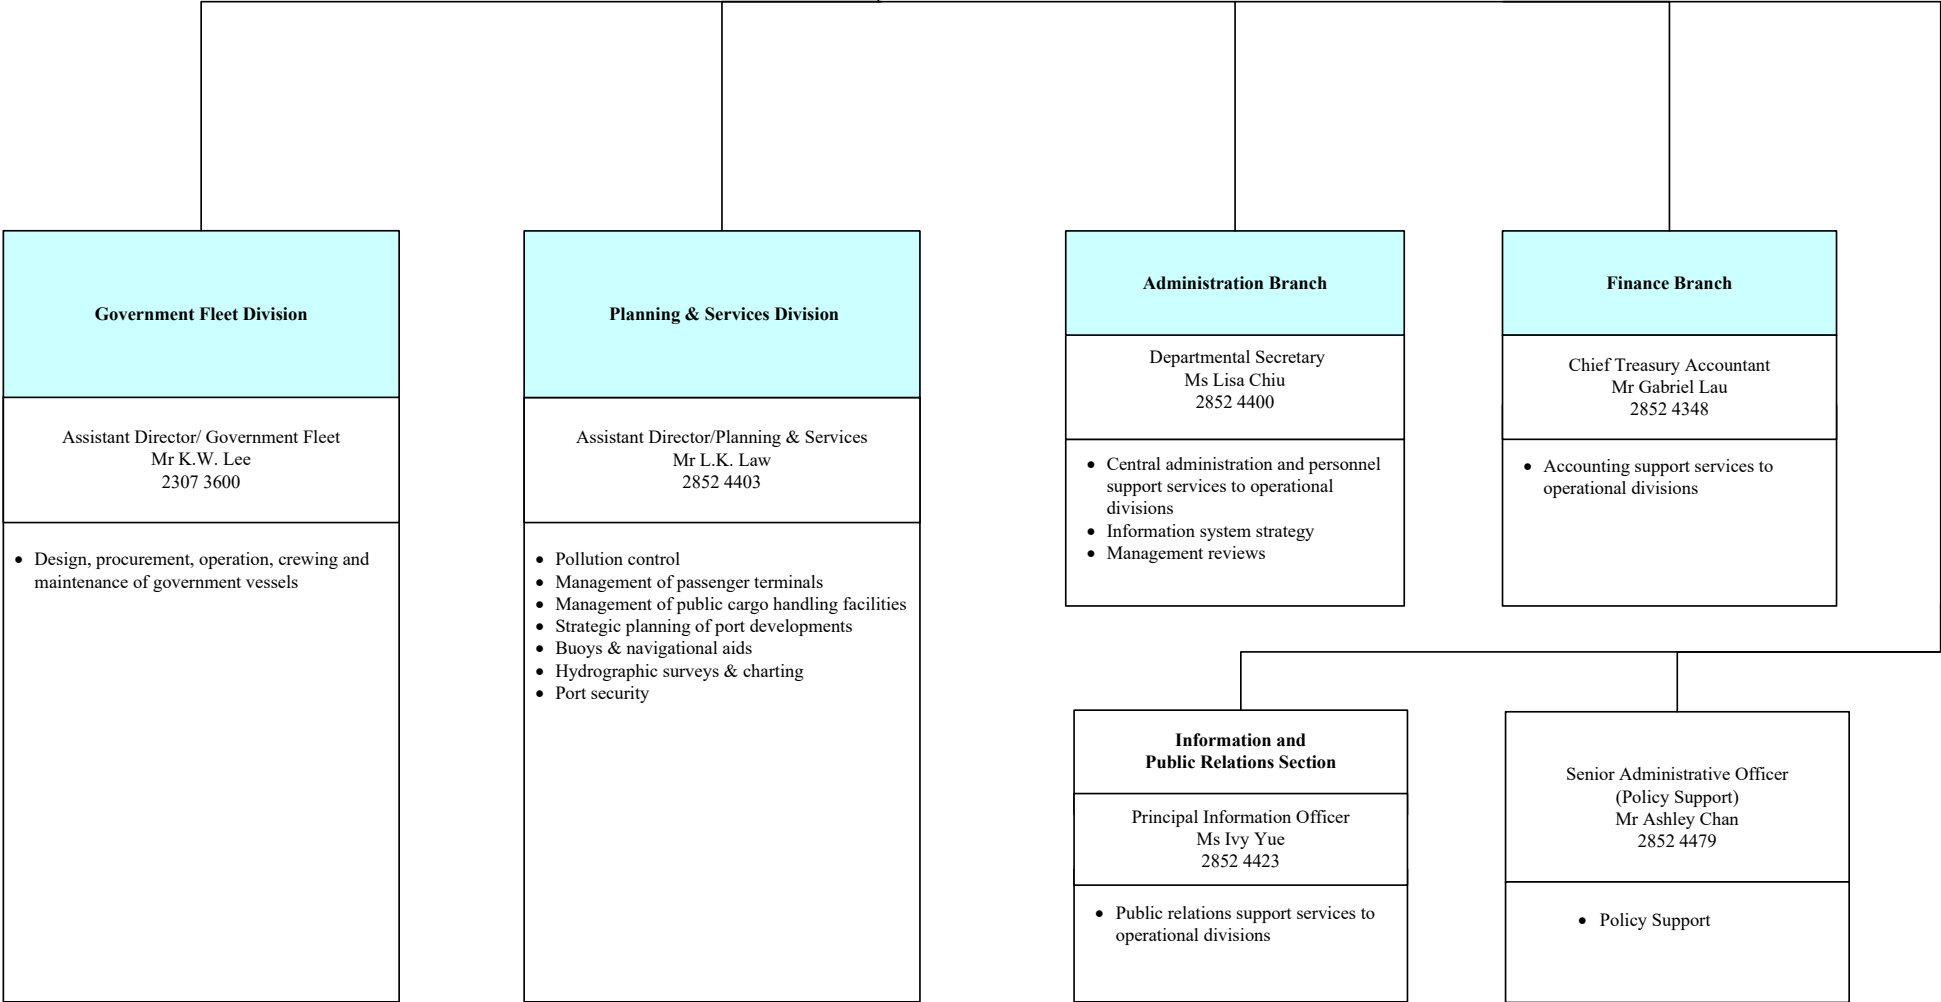 Government Fleet Division
Assistant Director/ Government Fleet
Mr K.W. Lee
2307 3600
• Design, procurement, operation, crewing and
maintenance of government vessels
Planning & Services Division
Assistant Director/Planning & Services
Mr L.K. Law
2852 4403
• Pollution control
• Management of passenger terminals
• Management of public cargo handling facilities
• Strategic planning of port developments
• Buoys & navigational aids
• Hydrographic surveys & charting
• Port security
Administration Branch
Departmental Secretary
Ms Lisa Chiu
2852 4400
• Central administration and personnel
support services to operational
divisions
• Information system strategy
• Management reviews
Finance Branch
Chief Treasury Accountant
Mr Gabriel Lau
2852 4348
• Accounting support services to
operational divisions
Information and
Public Relations Section
Principal Information Officer
Ms Ivy Yue
2852 4423
• Public relations support services to
operational divisions
Senior Administrative Officer
(Policy Support)
Mr Ashley Chan
2852 4479
• Policy Support